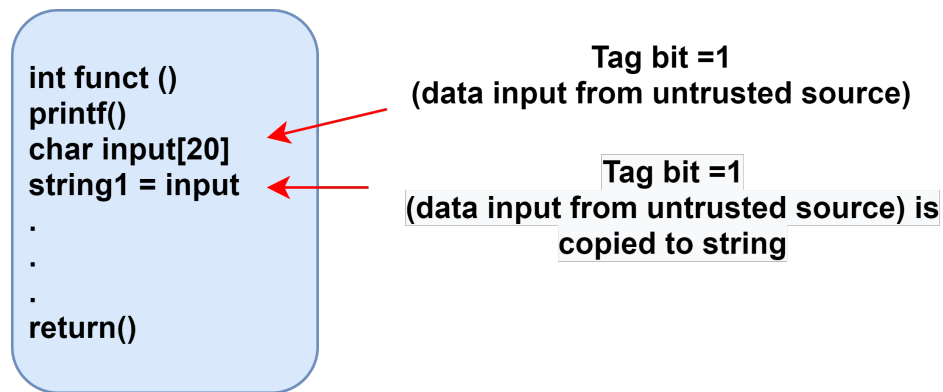 int funct ()
printf()
char input[20]
string1 = input
.
.
.
return()
Tag bit =1
(data input from untrusted source)
Tag bit =1
(data input from untrusted source) is
copied to string